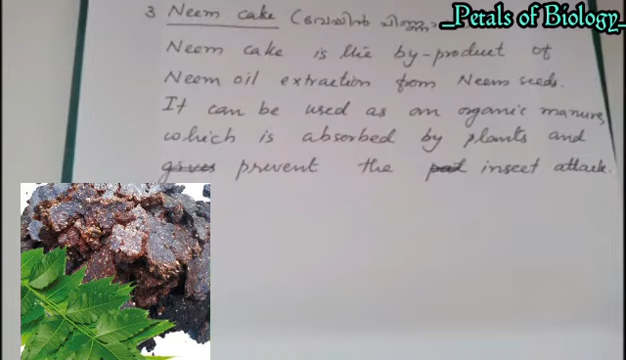 _Petals of Biology_
3 Neem cake (വേപ്പിൻ പിണ്ണാക്ക്)
Neem cake is the by-product of
Neem oil extraction from Neem seeds.
It can be used as an organic manure,
which is absorbed by plants and
gives prevent the insect attack.